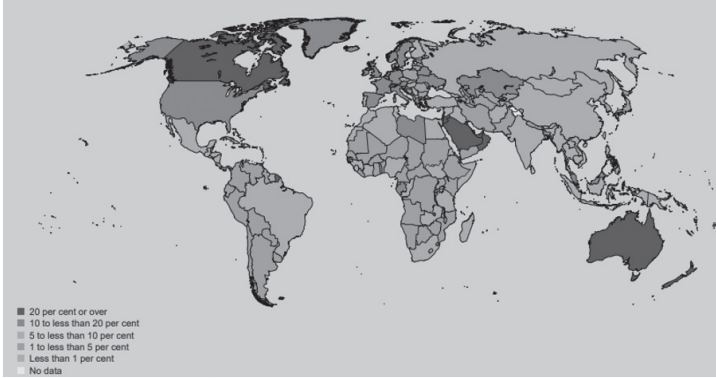 20 per cent or over
10 to less than 20 per cent
5 to less than 10 per cent
1 to less than 5 per cent
Less than 1 per cent
No data